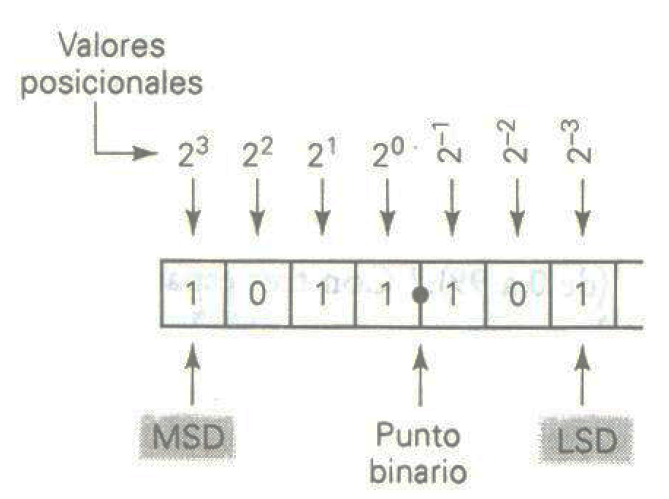 Valores
posicionales
2³ 2² 2¹ 2⁰ 2⁻¹ 2⁻² 2⁻³
1 0 1 1 1 0 1
MSD Punto LSD
binario